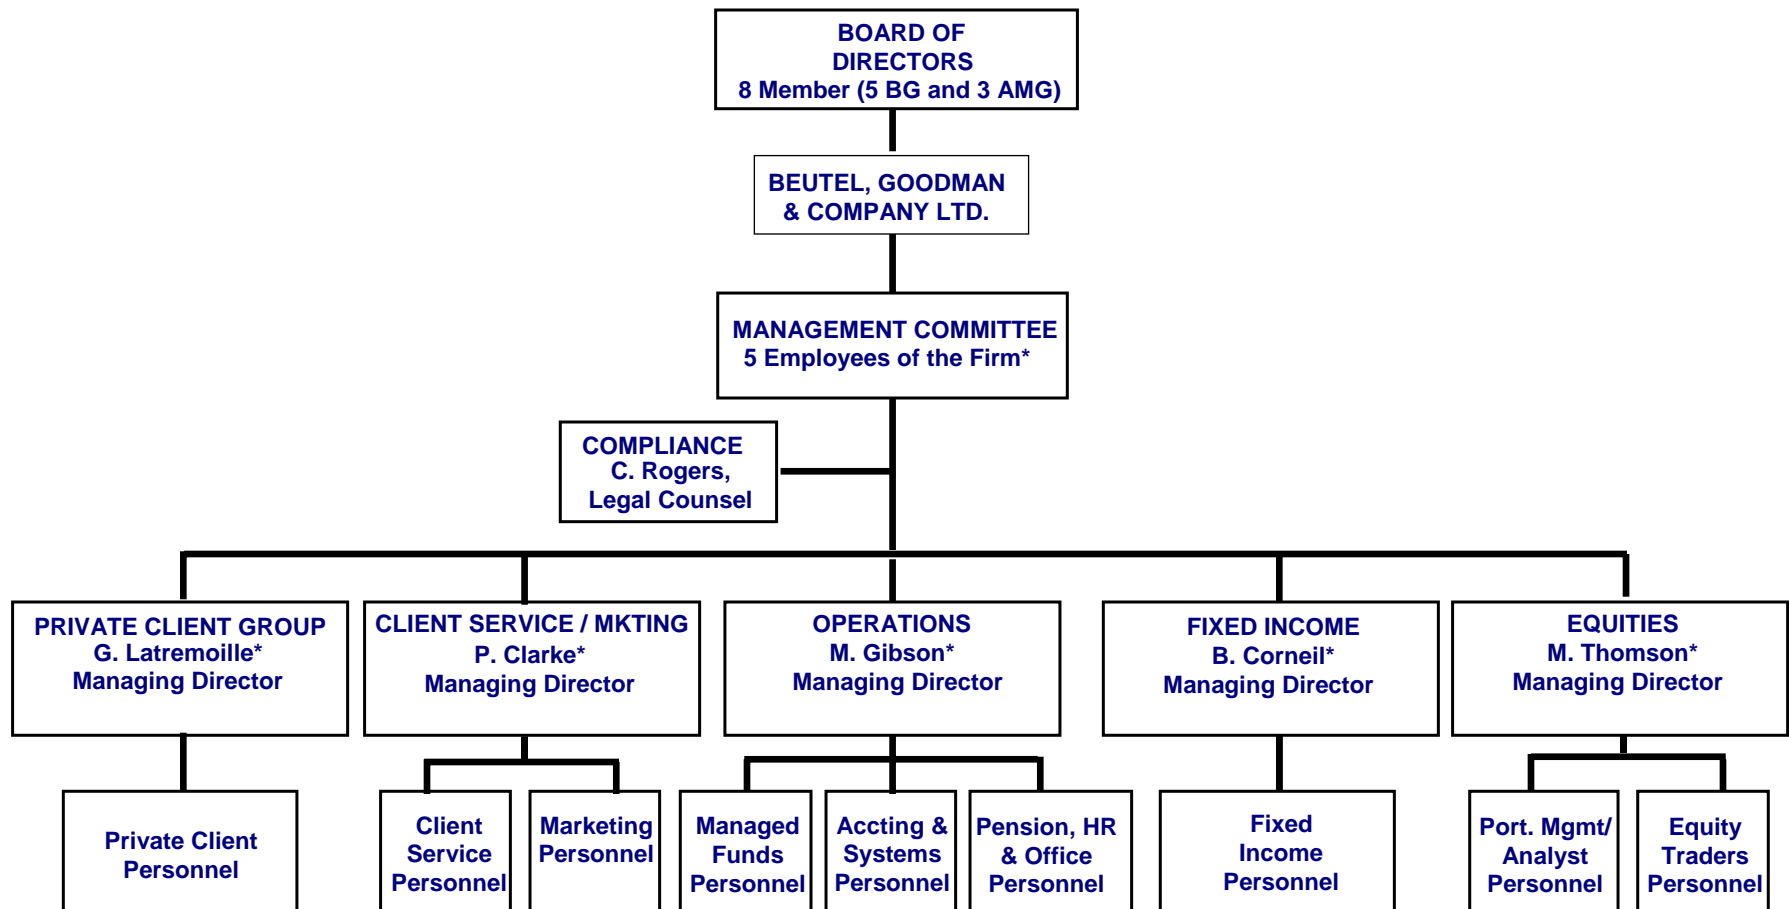 BOARD OF
DIRECTORS
8 Member (5 BG and 3 AMG)
BEUTEL, GOODMAN
& COMPANY LTD.
MANAGEMENT COMMITTEE
5 Employees of the Firm*
COMPLIANCE
C. Rogers,
Legal Counsel
PRIVATE CLIENT GROUP
G. Latremoille*
Managing Director
CLIENT SERVICE / MKTING
P. Clarke*
Managing Director
OPERATIONS
M. Gibson*
Managing Director
FIXED INCOME
B. Corneil*
Managing Director
EQUITIES
M. Thomson*
Managing Director
Private Client
Personnel
Client
Service
Personnel
Marketing
Personnel
Managed
Funds
Personnel
Accting &
Systems
Personnel
Pension, HR
& Office
Personnel
Fixed
Income
Personnel
Port. Mgmt/
Analyst
Personnel
Equity
Traders
Personnel